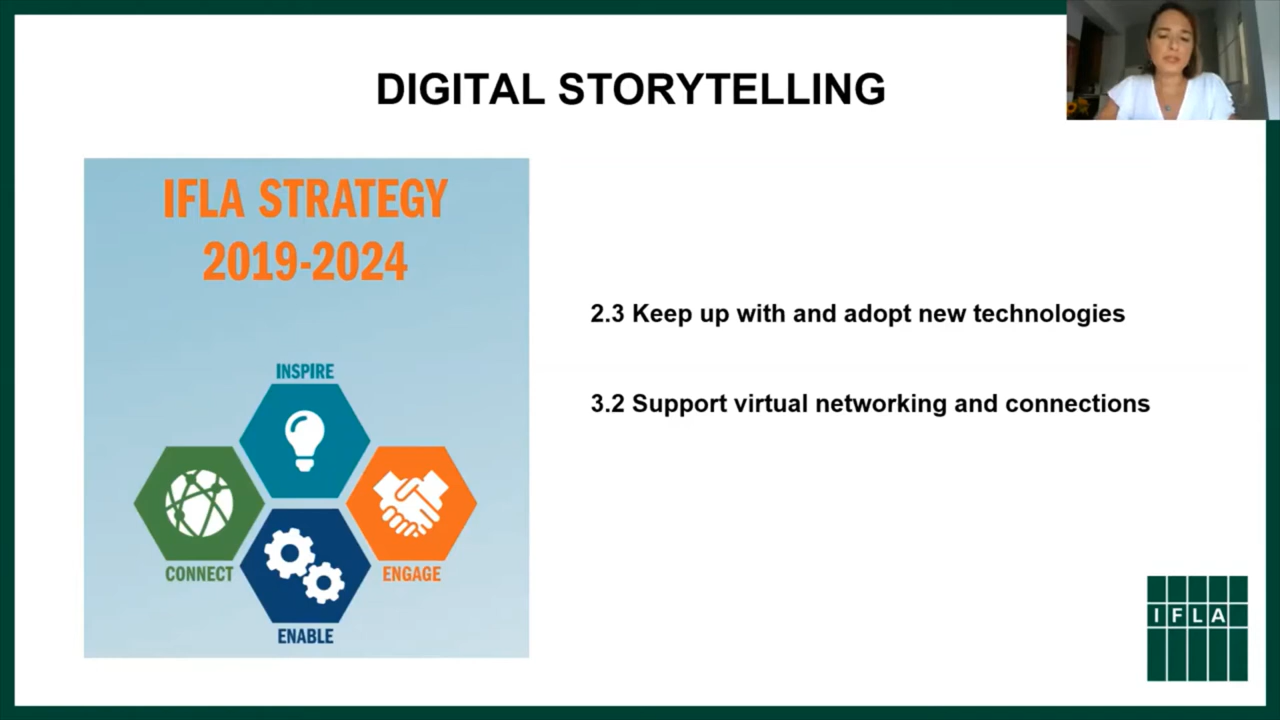 DIGITAL STORYTELLING
IFLA STRATEGY
2019-2024
INSPIRE
CONNECT
ENGAGE
ENABLE
2.3 Keep up with and adopt new technologies
3.2 Support virtual networking and connections
IFLA